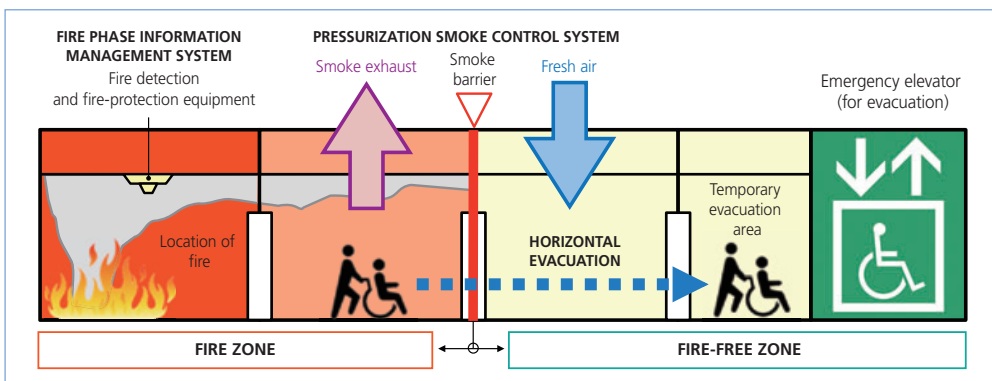 FIRE PHASE INFORMATION
MANAGEMENT SYSTEM
Fire detection
and fire-protection equipment
PRESSURIZATION SMOKE CONTROL SYSTEM
Smoke exhaust
Smoke
barrier
Fresh air
Emergency elevator
(for evacuation)
Location of
fire
HORIZONTAL
EVACUATION
Temporary
evacuation
area
FIRE ZONE
FIRE-FREE ZONE